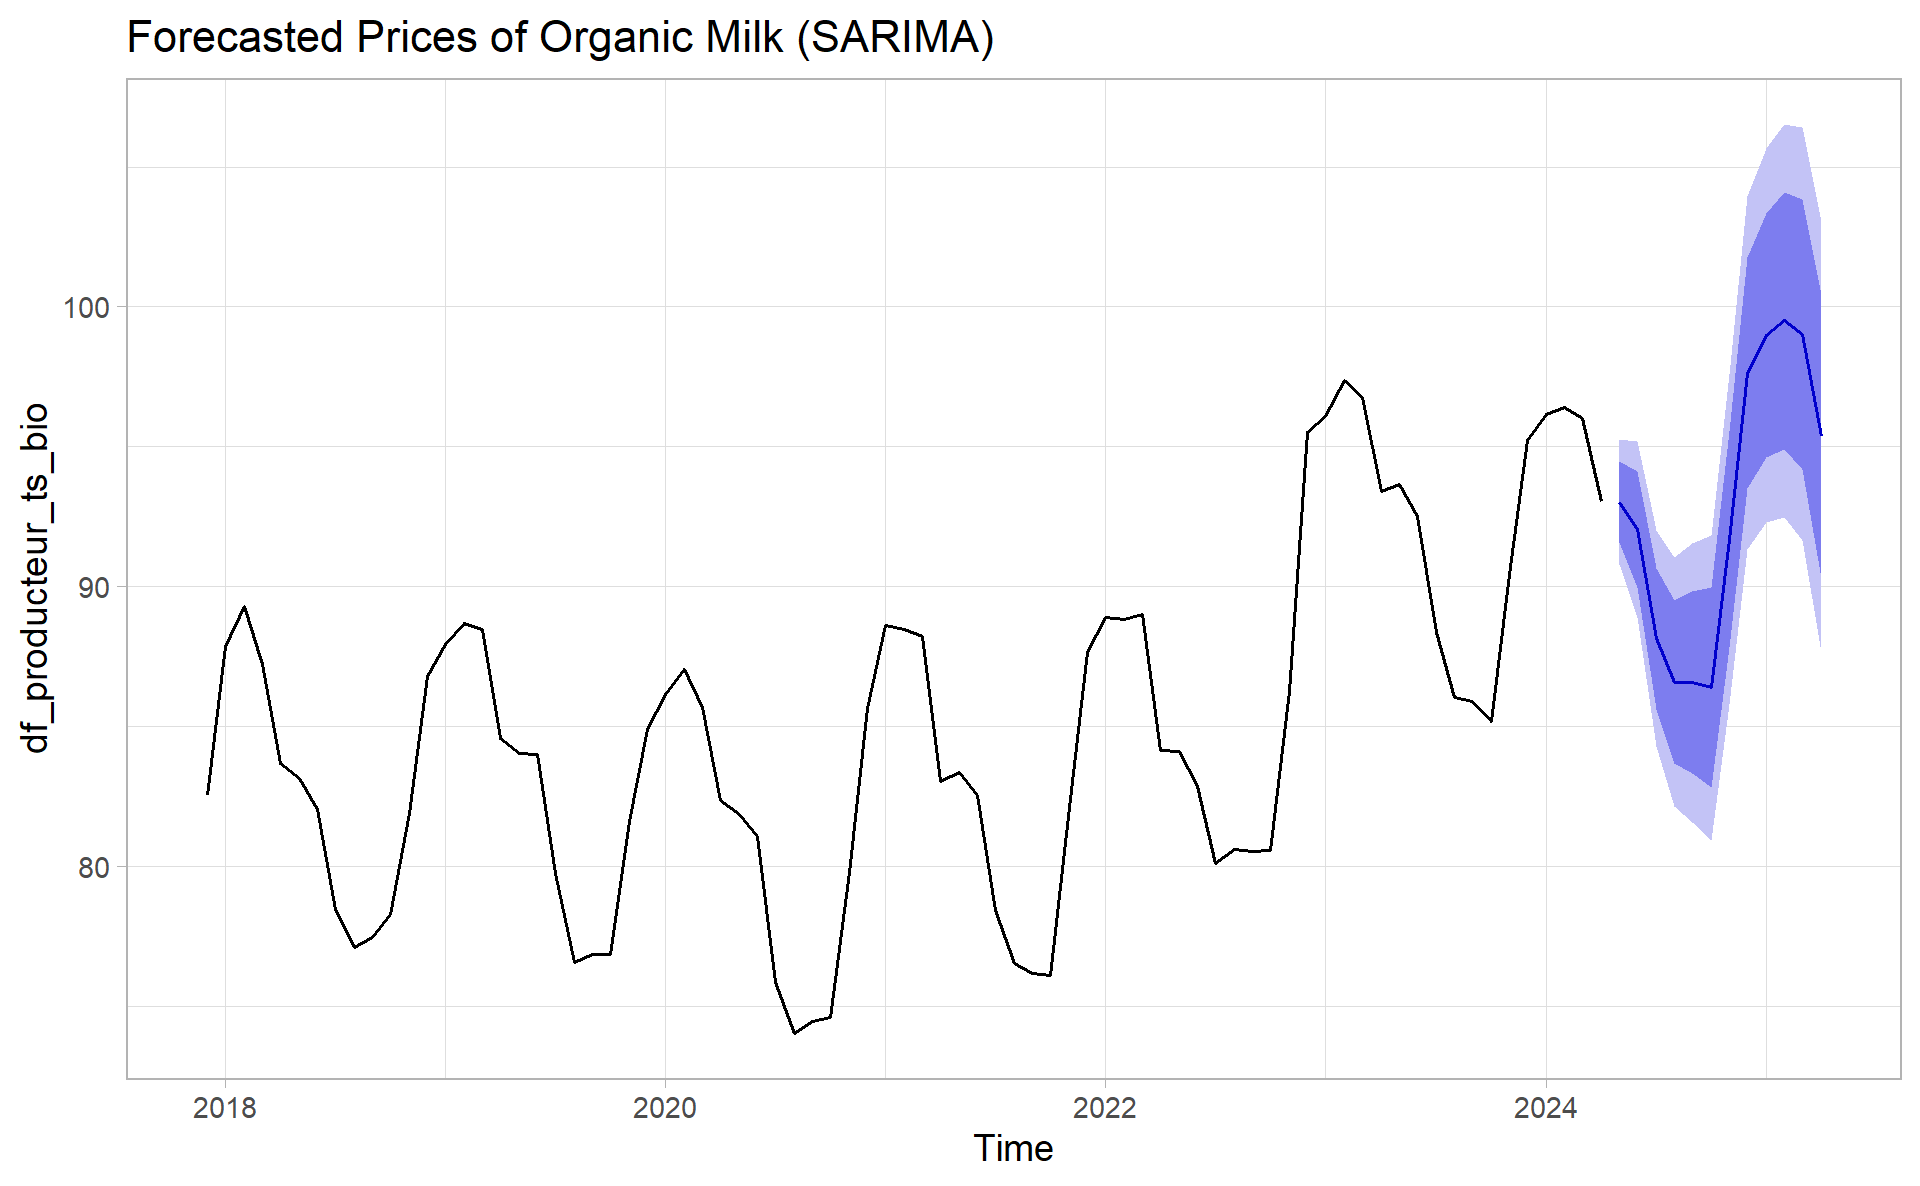 Forecasted Prices of Organic Milk (SARIMA)
df_producteur_ts_bio
100
90
80
2018
2020
2022
2024
Time